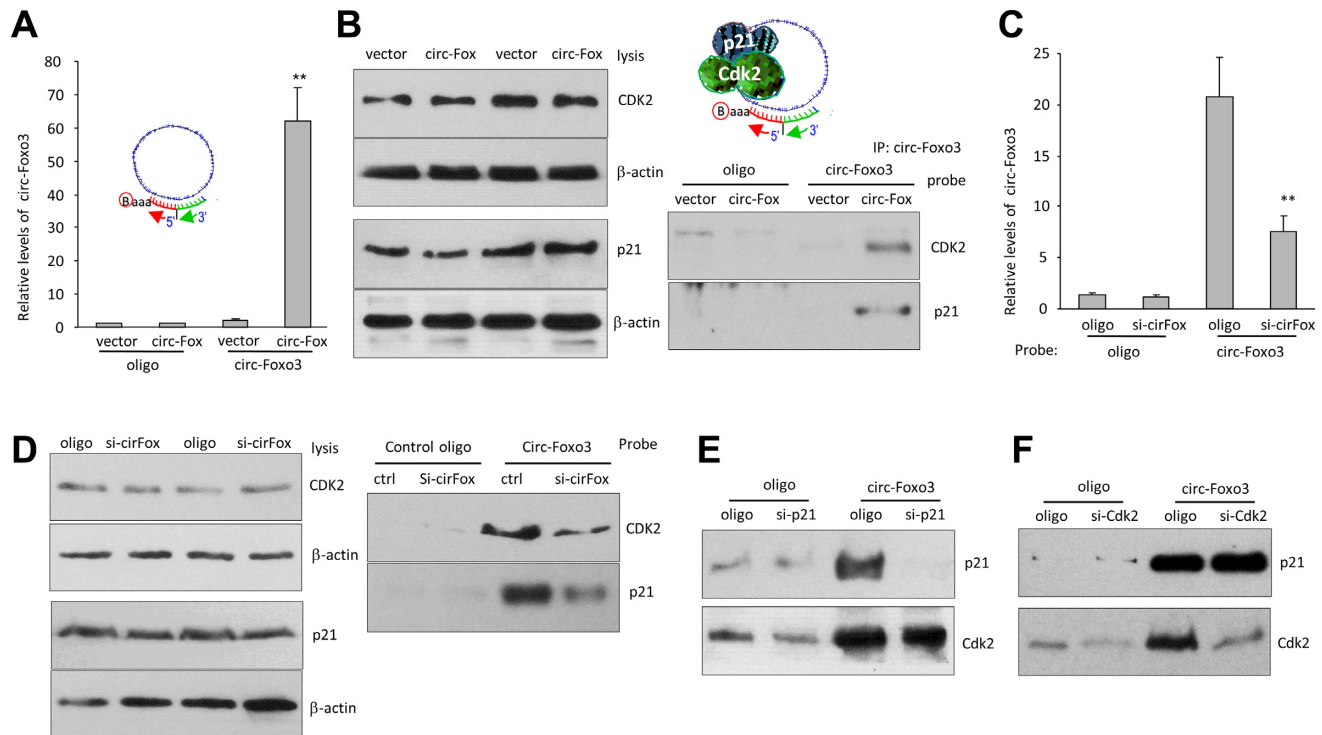 A
80
70
60
50
40
30
20
10
0
Relative levels of circ-Foxo3
**
Baaa
5' 3'
vector circ-Fox vector circ-Fox
oligo circ-Foxo3
B
vector circ-Fox vector circ-Fox lysis
CDK2
β-actin
p21
β-actin
p21
Cdk2
Baaa
5' 3'
IP: circ-Foxo3
oligo circ-Foxo3 probe
vector circ-Fox vector circ-Fox
CDK2
p21
C
25
20
15
10
5
0
Relative levels of circ-Foxo3
**
oligo si-cirFox oligo si-cirFox
Probe: oligo circ-Foxo3
D
oligo si-cirFox oligo si-cirFox lysis
CDK2
β-actin
p21
β-actin
Control oligo Circ-Foxo3 Probe
ctrl Si-cirFox ctrl si-cirFox
CDK2
p21
E
oligo circ-Foxo3
oligo si-p21 oligo si-p21
p21
Cdk2
F
oligo circ-Foxo3
oligo si-Cdk2 oligo si-Cdk2
p21
Cdk2